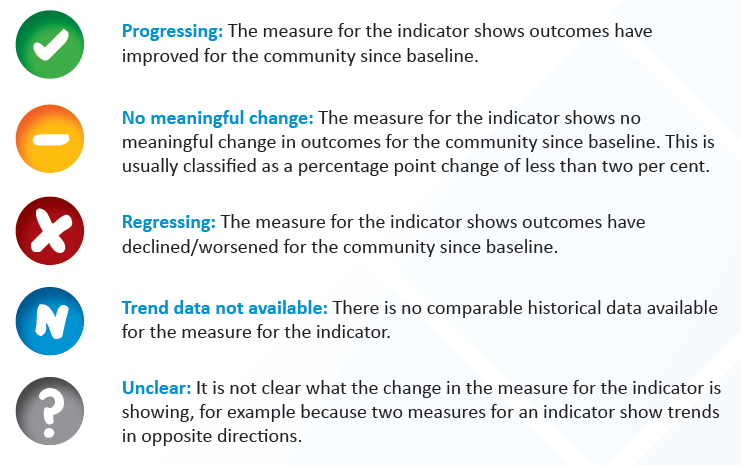 Progressing: The measure for the indicator shows outcomes have
improved for the community since baseline.
No meaningful change: The measure for the indicator shows no
meaningful change in outcomes for the community since baseline. This is
usually classified as a percentage point change of less than two per cent.
Regressing: The measure for the indicator shows outcomes have
declined/worsened for the community since baseline.
N
Trend data not available: There is no comparable historical data available
for the measure for the indicator.
?
Unclear: It is not clear what the change in the measure for the indicator is
showing, for example because two measures for an indicator show trends
in opposite directions.